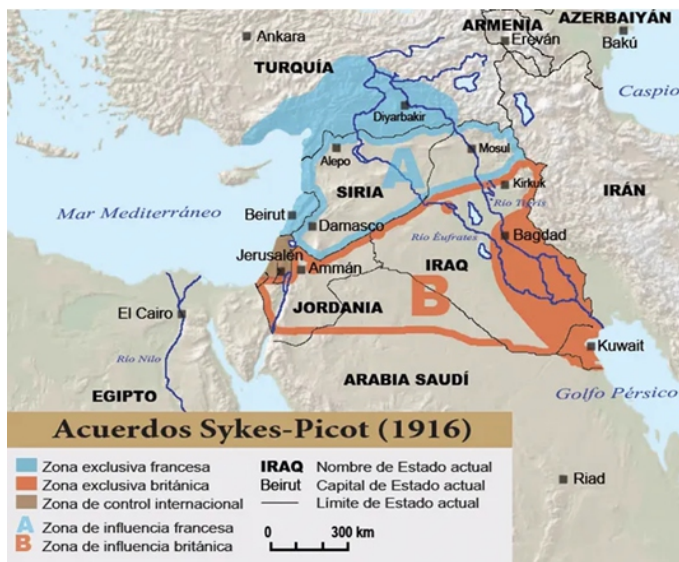 AZERBAIYÁN
ARMENIA
Ereván
Bakú
Ankara
TURQUÍA
Caspio
Diyarbakir
Alepo
A
Mosul
SIRIA
Kirkuk
IRÁN
Mar Mediterráneo
Beirut
Damasco
Río Tigris
Río Éufrates
Bagdad
Jerusalén
Ammán
IRAQ
B
JORDANIA
El Cairo
Río Nilo
Kuwait
ARABIA SAUDÍ
EGIPTO
Golfo Pérsico
Riad
Acuerdos Sykes-Picot (1916)
Zona exclusiva francesa
Zona exclusiva británica
Zona de control internacional
A Zona de influencia francesa
B Zona de influencia británica
IRAQ Nombre de Estado actual
Beirut Capital de Estado actual
Límite de Estado actual
0 300 km